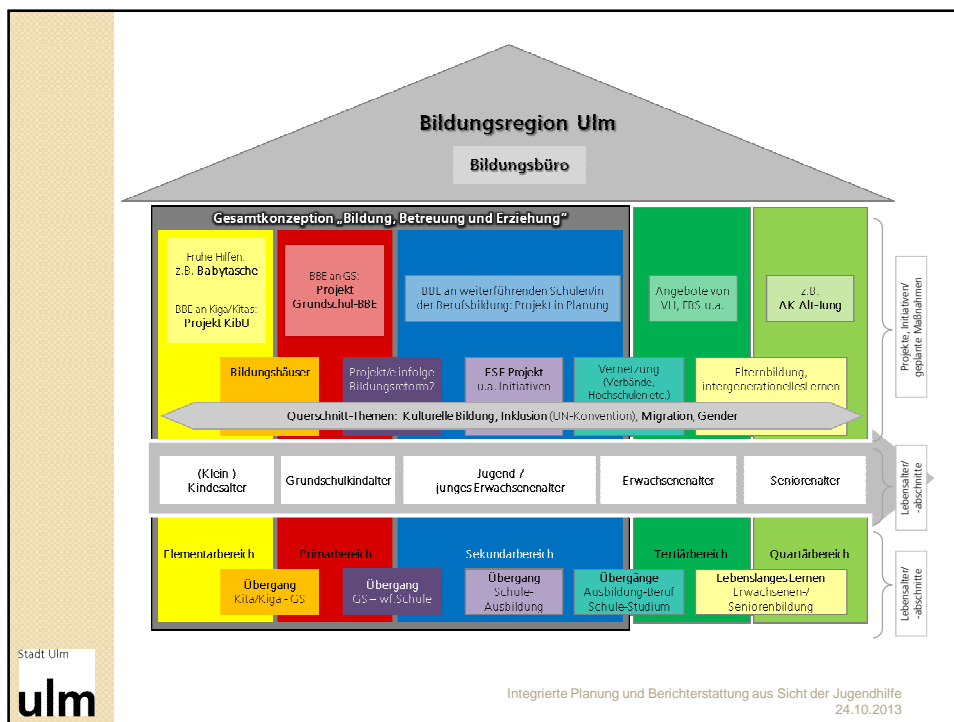 Bildungsregion Ulm
Bildungsbüro
Gesamtkonzeption „Bildung, Betreuung und Erziehung"
Frühe Hilfen:
z.B. Babytasche
BBE an Kiga/Kitas:
Projekt KibU
BBE an GS:
Projekt
Grundschul-BBE
BBE an weiterführenden Schulen/in
der Berufsbildung: Projekt in Planung
Angebote von
VH, FBS u.a.
z.B.
AK Alt-Jung
Projekte, Initiativen/
geplante Maßnahmen
Bildungshäuser
Projekt/e infolge
Bildungsreform?
ESF Projekt
u.a. Initiativen
Vernetzung
(Verbände,
Hochschulen etc.)
Elternbildung,
intergenerationelles Lernen
Querschnitt-Themen: Kulturelle Bildung, Inklusion (UN-Konvention), Migration, Gender
(Klein-)
Kindesalter
Grundschulkindalter
Jugend- /
junges Erwachsenenalter
Erwachsenenalter
Seniorenalter
Lebensalter/
-abschnitte
Elementarbereich
Primarbereich
Sekundarbereich
Tertiärbereich
Quartärbereich
Übergang
Kita/Kiga - GS
Übergang
GS – wf.Schule
Übergang
Schule-
Ausbildung
Übergänge
Ausbildung-Beruf
Schule-Studium
Lebenslanges Lernen
Erwachsenen-/
Seniorenbildung
Lebensalter/
-abschnitte
Stadt Ulm
ulm
Integrierte Planung und Berichterstattung aus Sicht der Jugendhilfe
24.10.2013